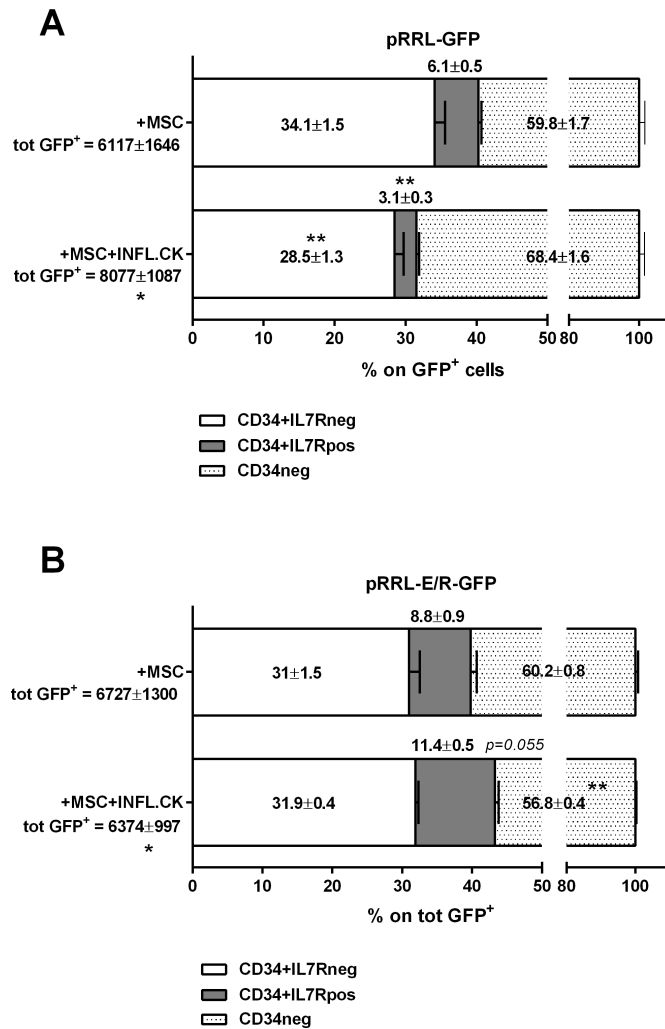 A
pRRL-GFP
6.1±0.5
+MSC
tot GFP⁺ = 6117±1646
34.1±1.5
59.8±1.7
**
3.1±0.3
+MSC+INFL.CK
tot GFP⁺ = 8077±1087
*
**
28.5±1.3
68.4±1.6
0 10 20 30 40 50 80 100
% on GFP⁺ cells
CD34+IL7Rneg
CD34+IL7Rpos
CD34neg
B
pRRL-E/R-GFP
8.8±0.9
+MSC
tot GFP⁺ = 6727±1300
31±1.5
60.2±0.8
11.4±0.5 p=0.055
+MSC+INFL.CK
tot GFP⁺ = 6374±997
*
31.9±0.4
**
56.8±0.4
0 10 20 30 40 50 80 100
% on tot GFP⁺
CD34+IL7Rneg
CD34+IL7Rpos
CD34neg